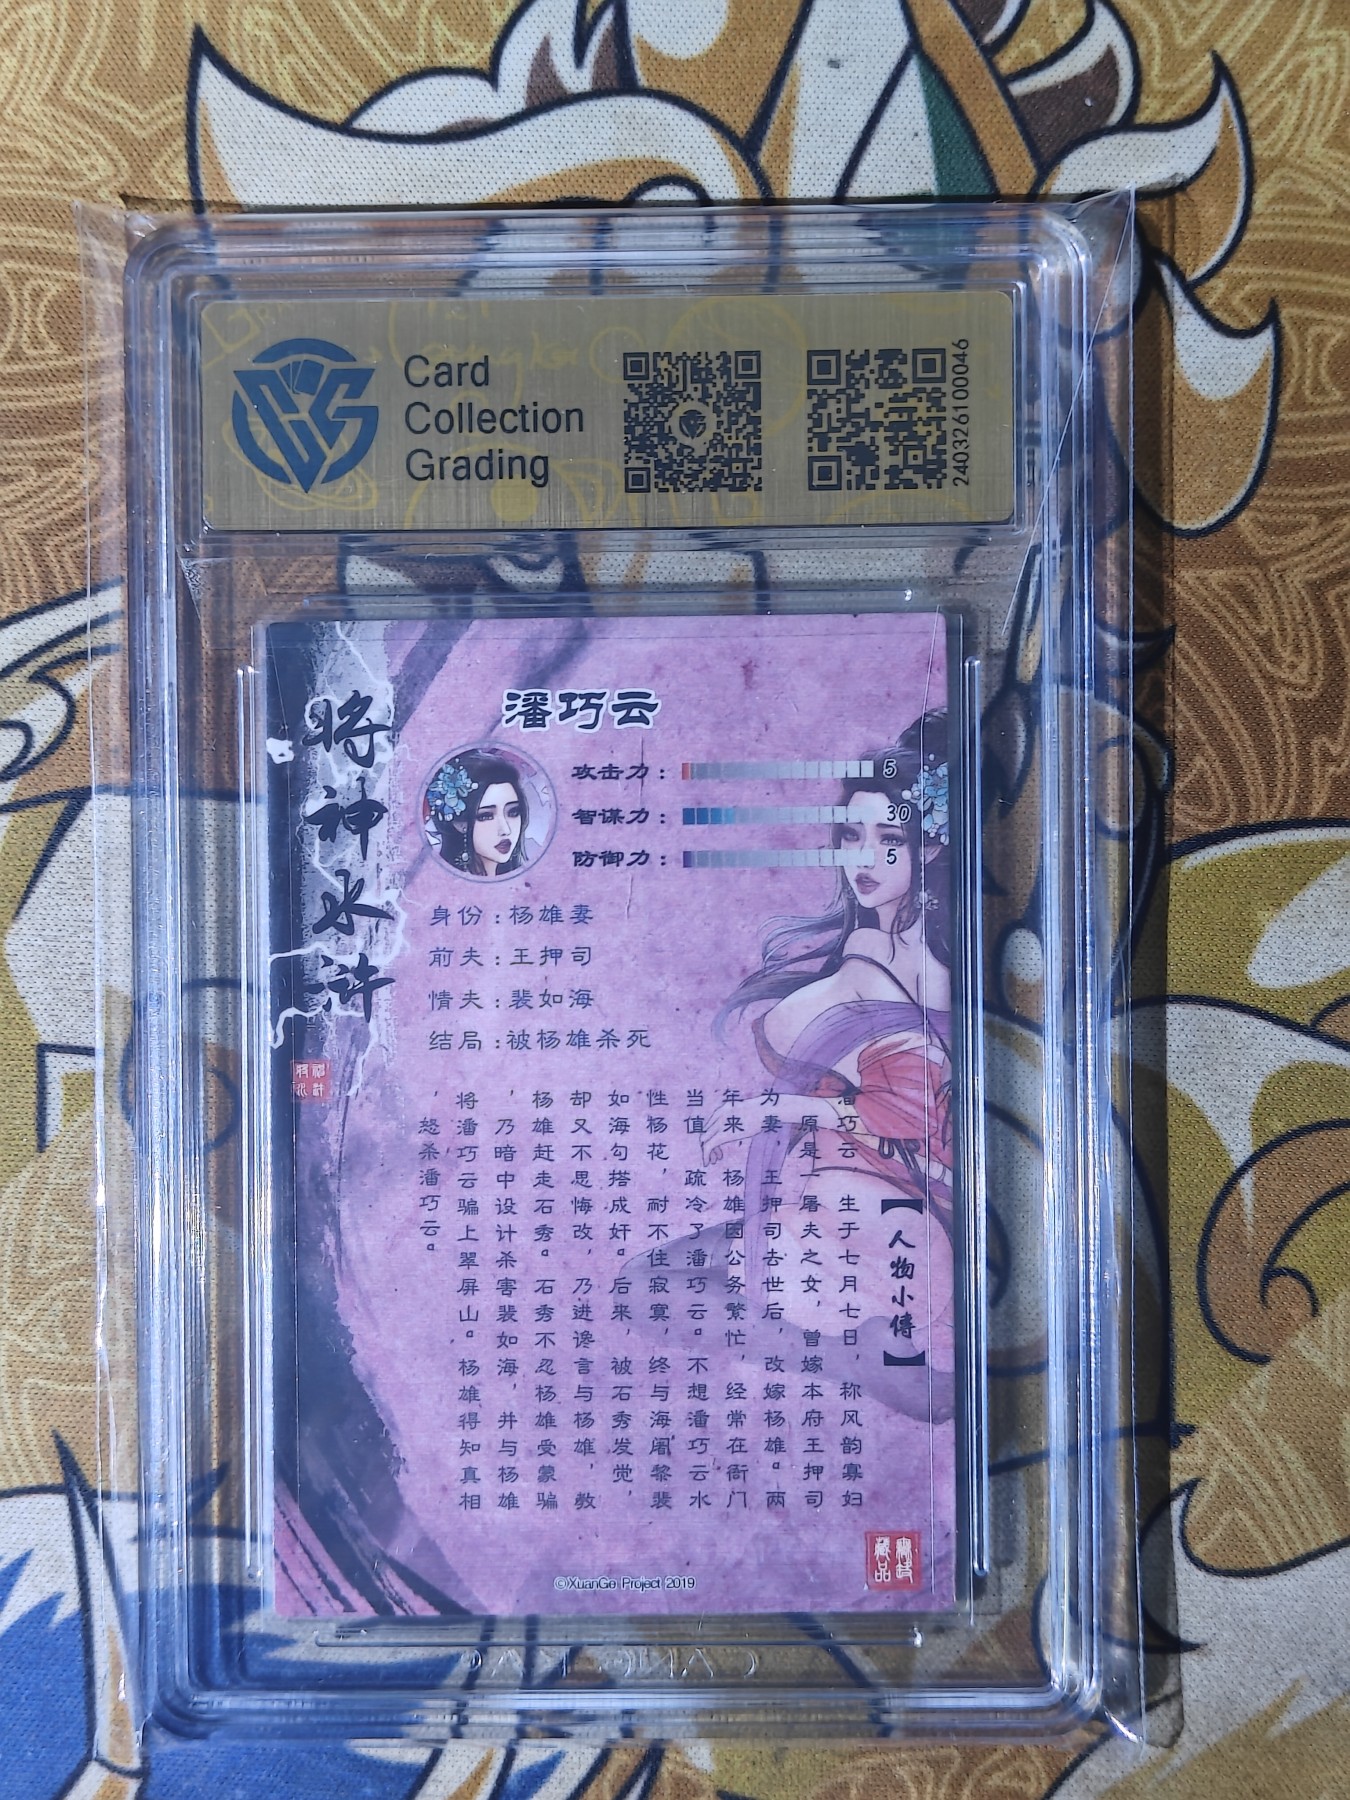 Card
Collection
Grading
240326100046
将神水浒
潘巧云
攻击力：5
智谋力：30
防御力：5
身份：杨雄妻
前夫：王押司
情夫：裴如海
结局：被杨雄杀死
【人物小传】
潘巧云，生于七月七日，称风韵寡妇
，原是一屠夫之女，曾嫁本府王押司
为妻，王押司去世后，改嫁杨雄。两
年来，杨雄因公务繁忙，经常在衙门
当值，疏冷了潘巧云。不想潘巧云水
性杨花，耐不住寂寞，终与海阇黎裴
如海勾搭成奸。后来，被石秀发觉，
却又不思悔改，乃进谗言与杨雄，教
杨雄赶走石秀。石秀不忍杨雄受蒙骗
，乃暗中设计杀害裴如海，并与杨雄
将潘巧云骗上翠屏山。杨雄得知真相
，怒杀潘巧云。
©XuanGe Project 2019